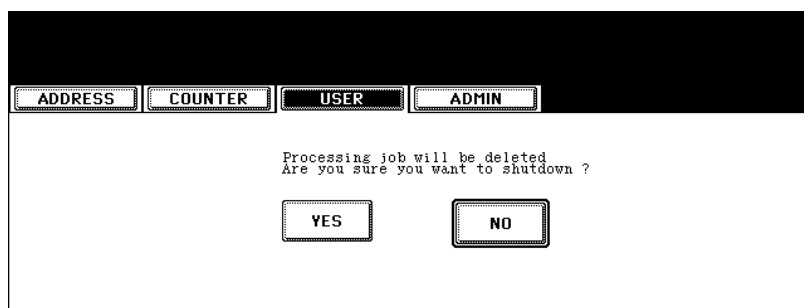 ADDRESS COUNTER USER ADMIN
Processing job will be deleted
Are you sure you want to shutdown ?
YES NO